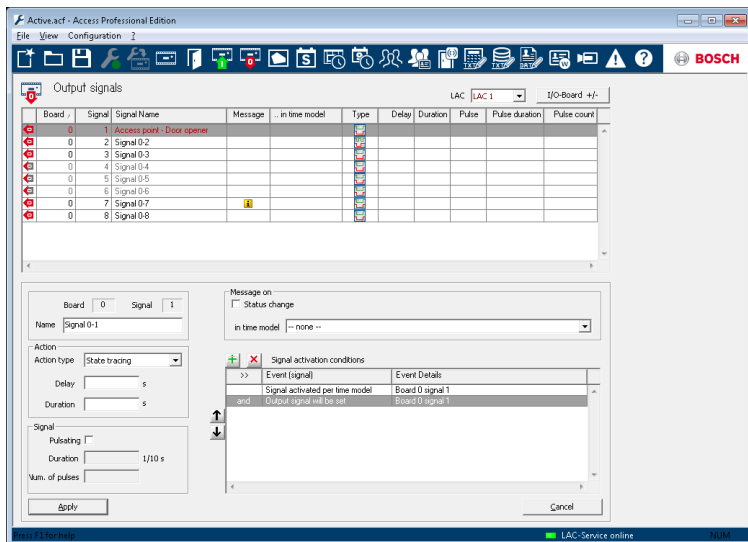 Active.acf - Access Professional Edition
File View Configuration ?
BOSCH
Output signals
LAC LAC 1 I/O-Board +/-
Board / Signal Signal Name Message .. in time model Type Delay Duration Pulse Pulse duration Pulse count
0 1 Access point - Door opener
0 2 Signal 0-2
0 3 Signal 0-3
0 4 Signal 0-4
0 5 Signal 0-5
0 6 Signal 0-6
0 7 Signal 0-7
0 8 Signal 0-8
Board 0 Signal 1
Name Signal 0-1
Message on
Status change
in time model -- none --
Action
Action type State tracing
Delay s
Duration s
Signal activation conditions
>> Event (signal) Event Details
Signal activated per time model Board 0 signal 1
and Output signal will be set Board 0 signal 1
Signal
Pulsating
Duration 1/10 s
Num. of pulses
Apply
Cancel
Press F1 for help LAC-Service online NUM